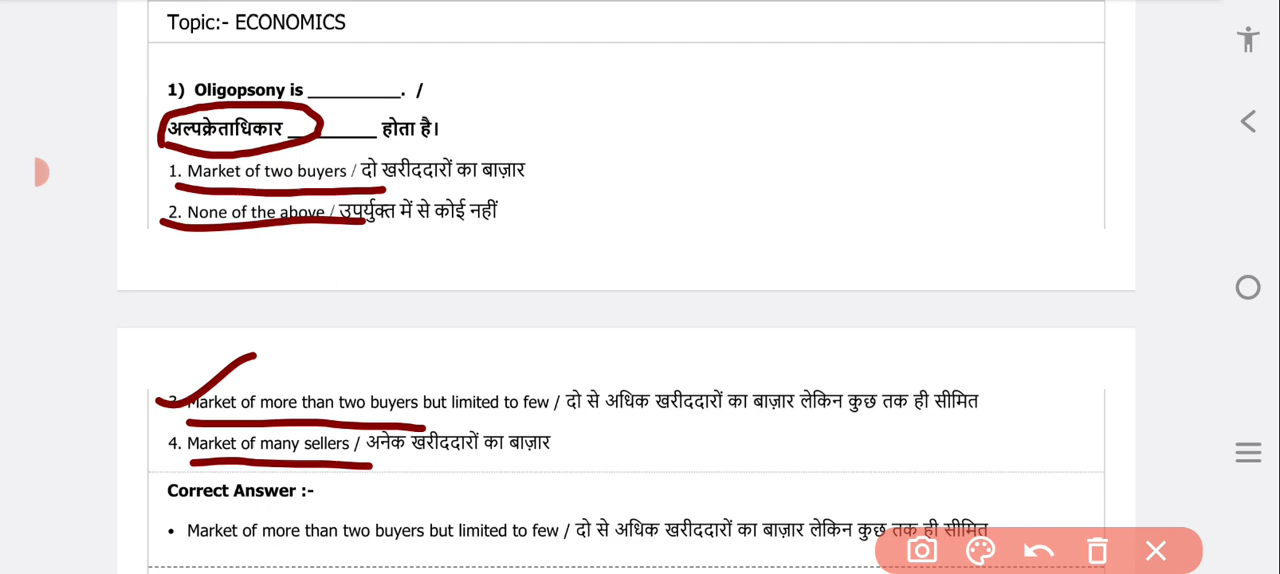 Topic:- ECONOMICS
1) Oligopsony is __________. /
अल्पक्रेताधिकार __________ होता है।
1. Market of two buyers / दो खरीददारों का बाज़ार
2. None of the above / उपर्युक्त में से कोई नहीं
3. Market of more than two buyers but limited to few / दो से अधिक खरीददारों का बाज़ार लेकिन कुछ तक ही सीमित
4. Market of many sellers / अनेक खरीददारों का बाज़ार
Correct Answer :-
• Market of more than two buyers but limited to few / दो से अधिक खरीददारों का बाज़ार लेकिन कुछ तक ही सीमित